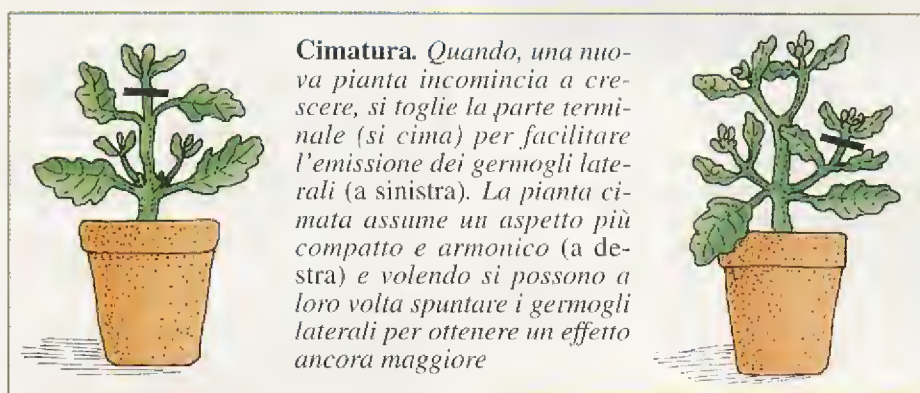 Cimatura. Quando, una nuo-
va pianta incomincia a cre-
scere, si toglie la parte termi-
nale (si cima) per facilitare
l'emissione dei germogli late-
rali (a sinistra). La pianta ci-
mata assume un aspetto più
compatto e armonico (a de-
stra) e volendo si possono a
loro volta spuntare i germogli
laterali per ottenere un effetto
ancora maggiore